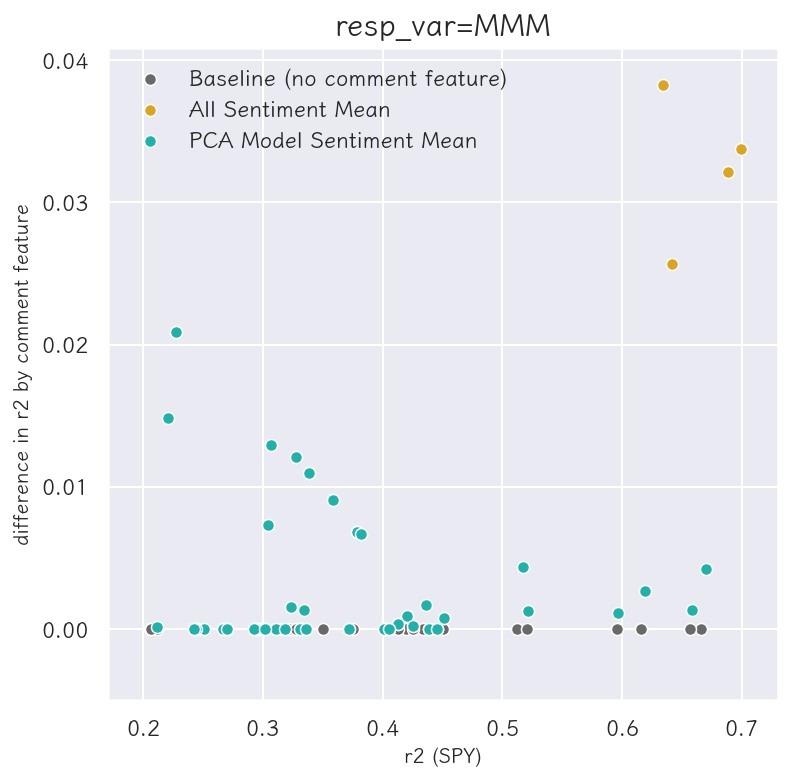 resp_var=MMM
0.04
Baseline (no comment feature)
All Sentiment Mean
PCA Model Sentiment Mean
0.03
0.02
0.01
0.00
difference in r2 by comment feature
0.2 0.3 0.4 0.5 0.6 0.7
r2 (SPY)